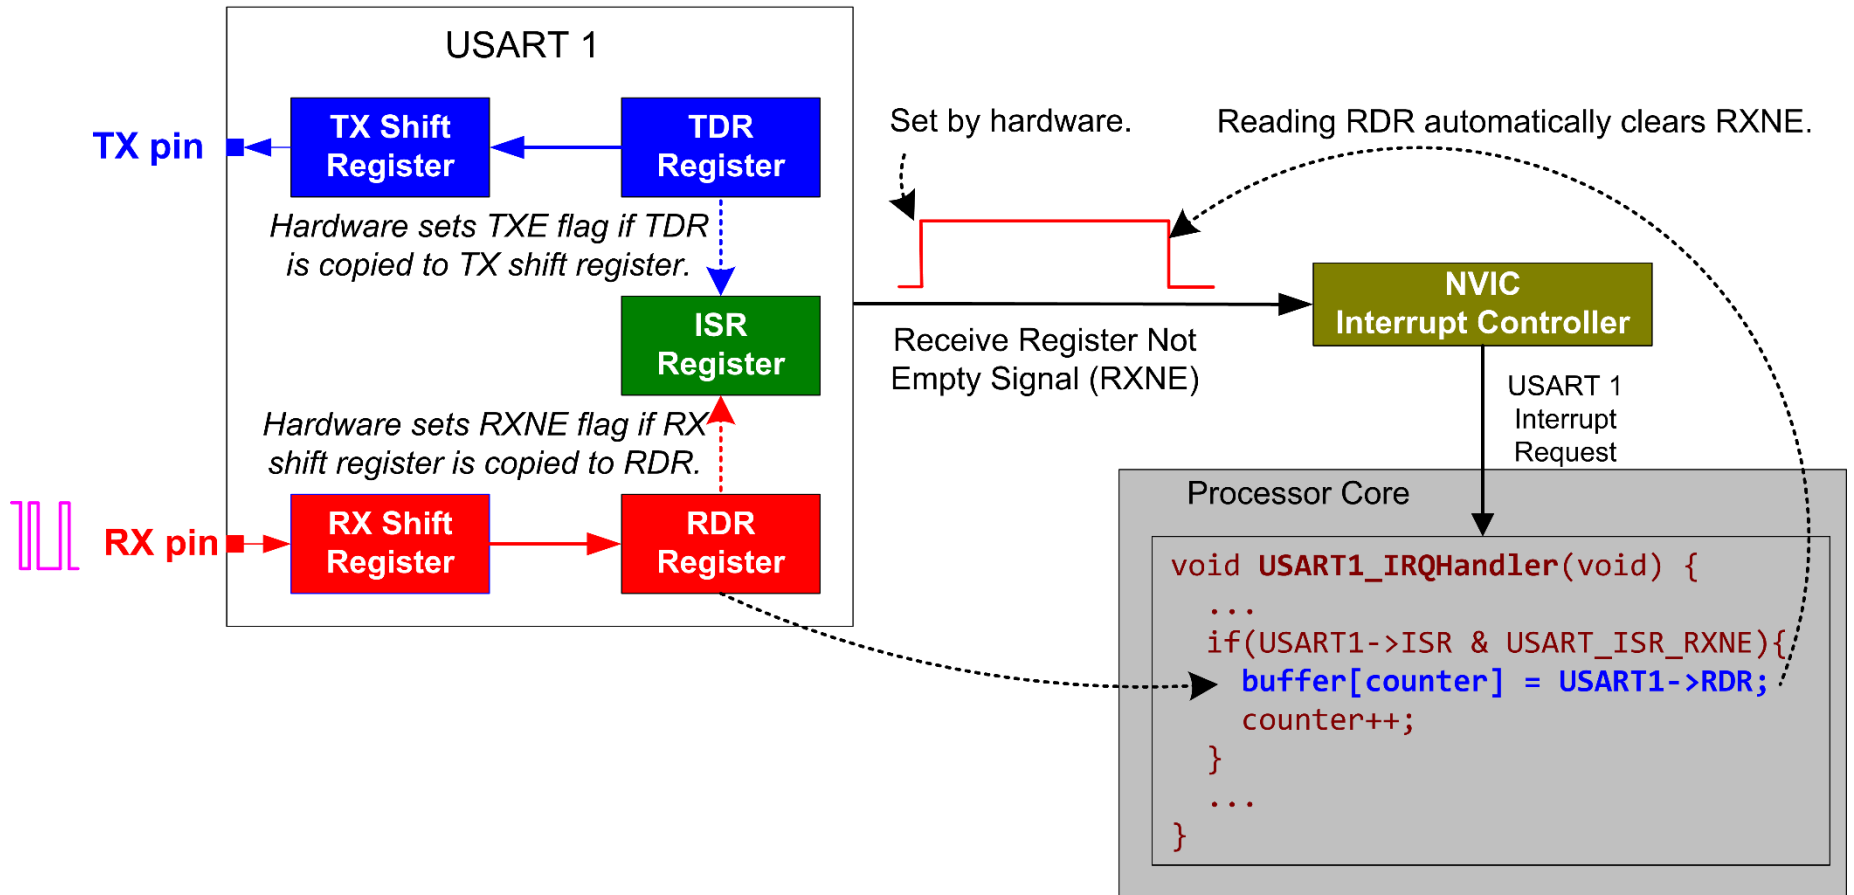 USART 1
TX pin
TX Shift
Register
TDR
Register
Hardware sets TXE flag if TDR
is copied to TX shift register.
ISR
Register
Hardware sets RXNE flag if RX
shift register is copied to RDR.
RX pin
RX Shift
Register
RDR
Register
Set by hardware.
Reading RDR automatically clears RXNE.
Receive Register Not
Empty Signal (RXNE)
NVIC
Interrupt Controller
USART 1
Interrupt
Request
Processor Core
void USART1_IRQHandler(void) {
...
if(USART1->ISR & USART_ISR_RXNE){
buffer[counter] = USART1->RDR;
counter++;
}
...
}